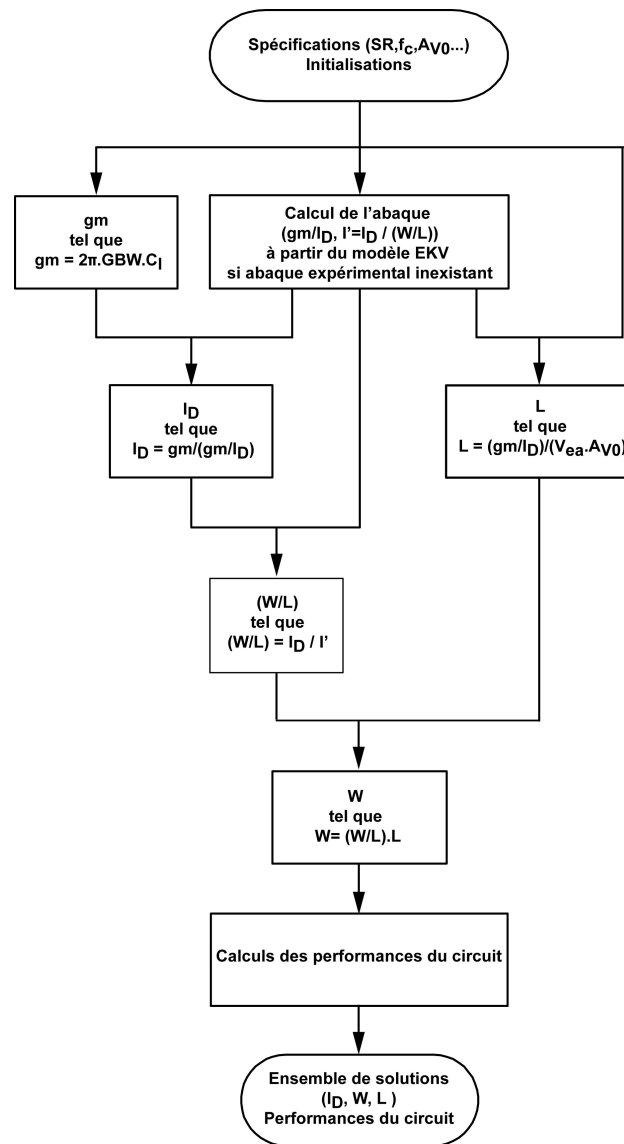 Spécifications (SR,fc,AV0...)
Initialisations
gm
tel que
gm = 2π.GBW.Cl
Calcul de l'abaque
(gm/ID, I'=ID / (W/L))
à partir du modèle EKV
si abaque expérimental inexistant
ID
tel que
ID = gm/(gm/ID)
L
tel que
L = (gm/ID)/(Vea.AV0)
(W/L)
tel que
(W/L) = ID / I'
W
tel que
W= (W/L).L
Calculs des performances du circuit
Ensemble de solutions
(ID, W, L )
Performances du circuit